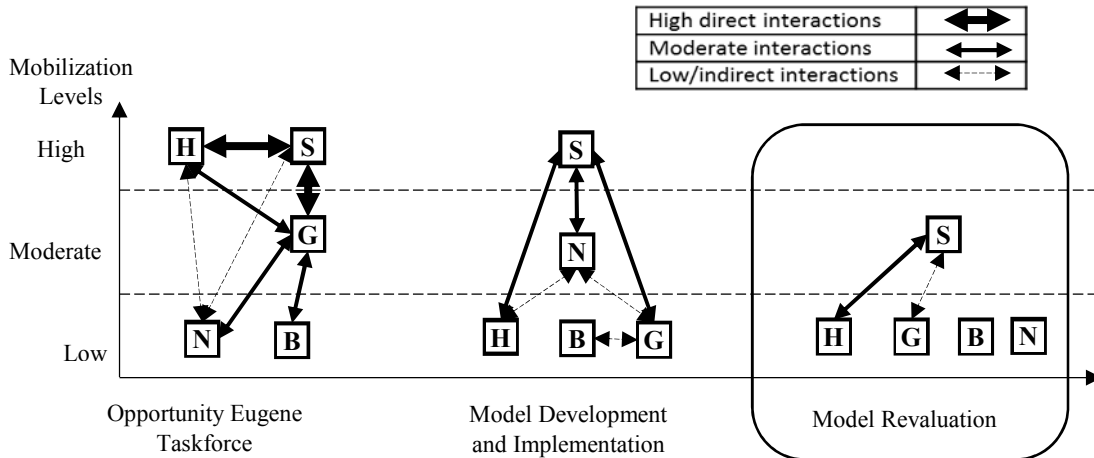 High direct interactions
Moderate interactions
Low/indirect interactions
Mobilization
Levels
High
Moderate
Low
H
S
G
N
B
S
N
H
B
G
S
H
G
B
N
Opportunity Eugene
Taskforce
Model Development
and Implementation
Model Revaluation